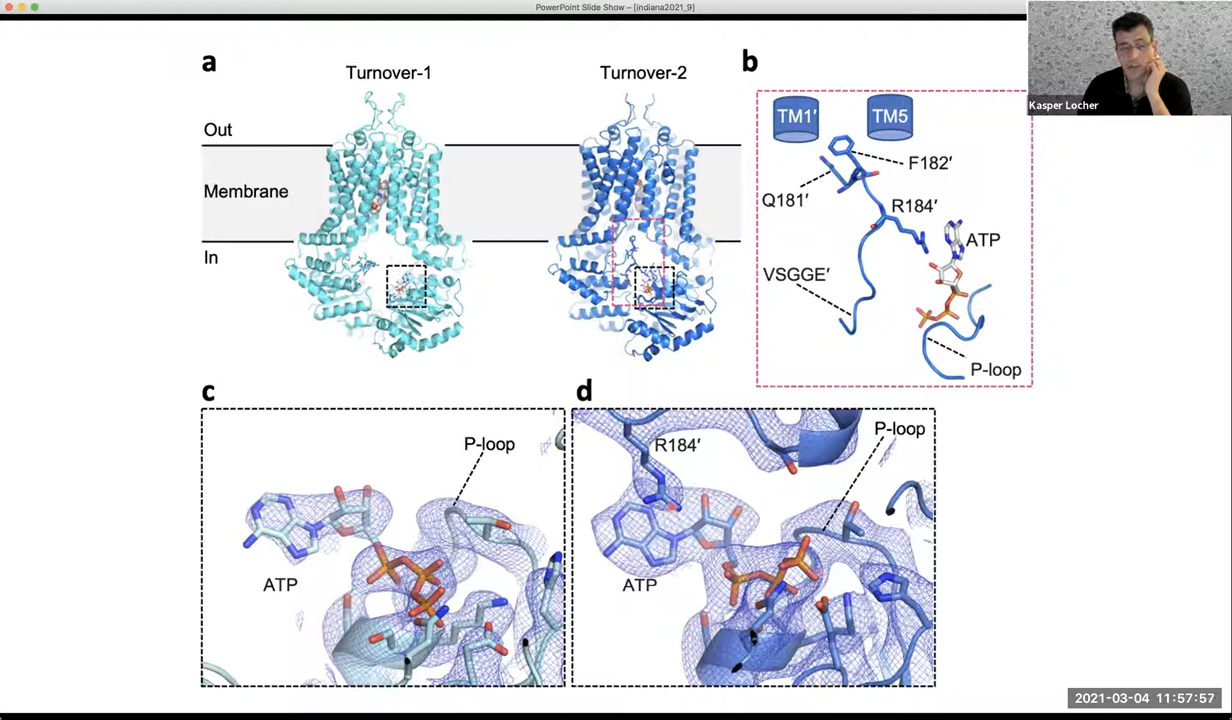 PowerPoint Slide Show – [indiana2021_9]
a
Turnover-1
Turnover-2
Out
Membrane
In
b
TM1′
TM5
F182′
Q181′
R184′
ATP
VSGGE′
P-loop
c
P-loop
ATP
d
R184′
P-loop
ATP
Kasper Locher
2021-03-04 11:57:57